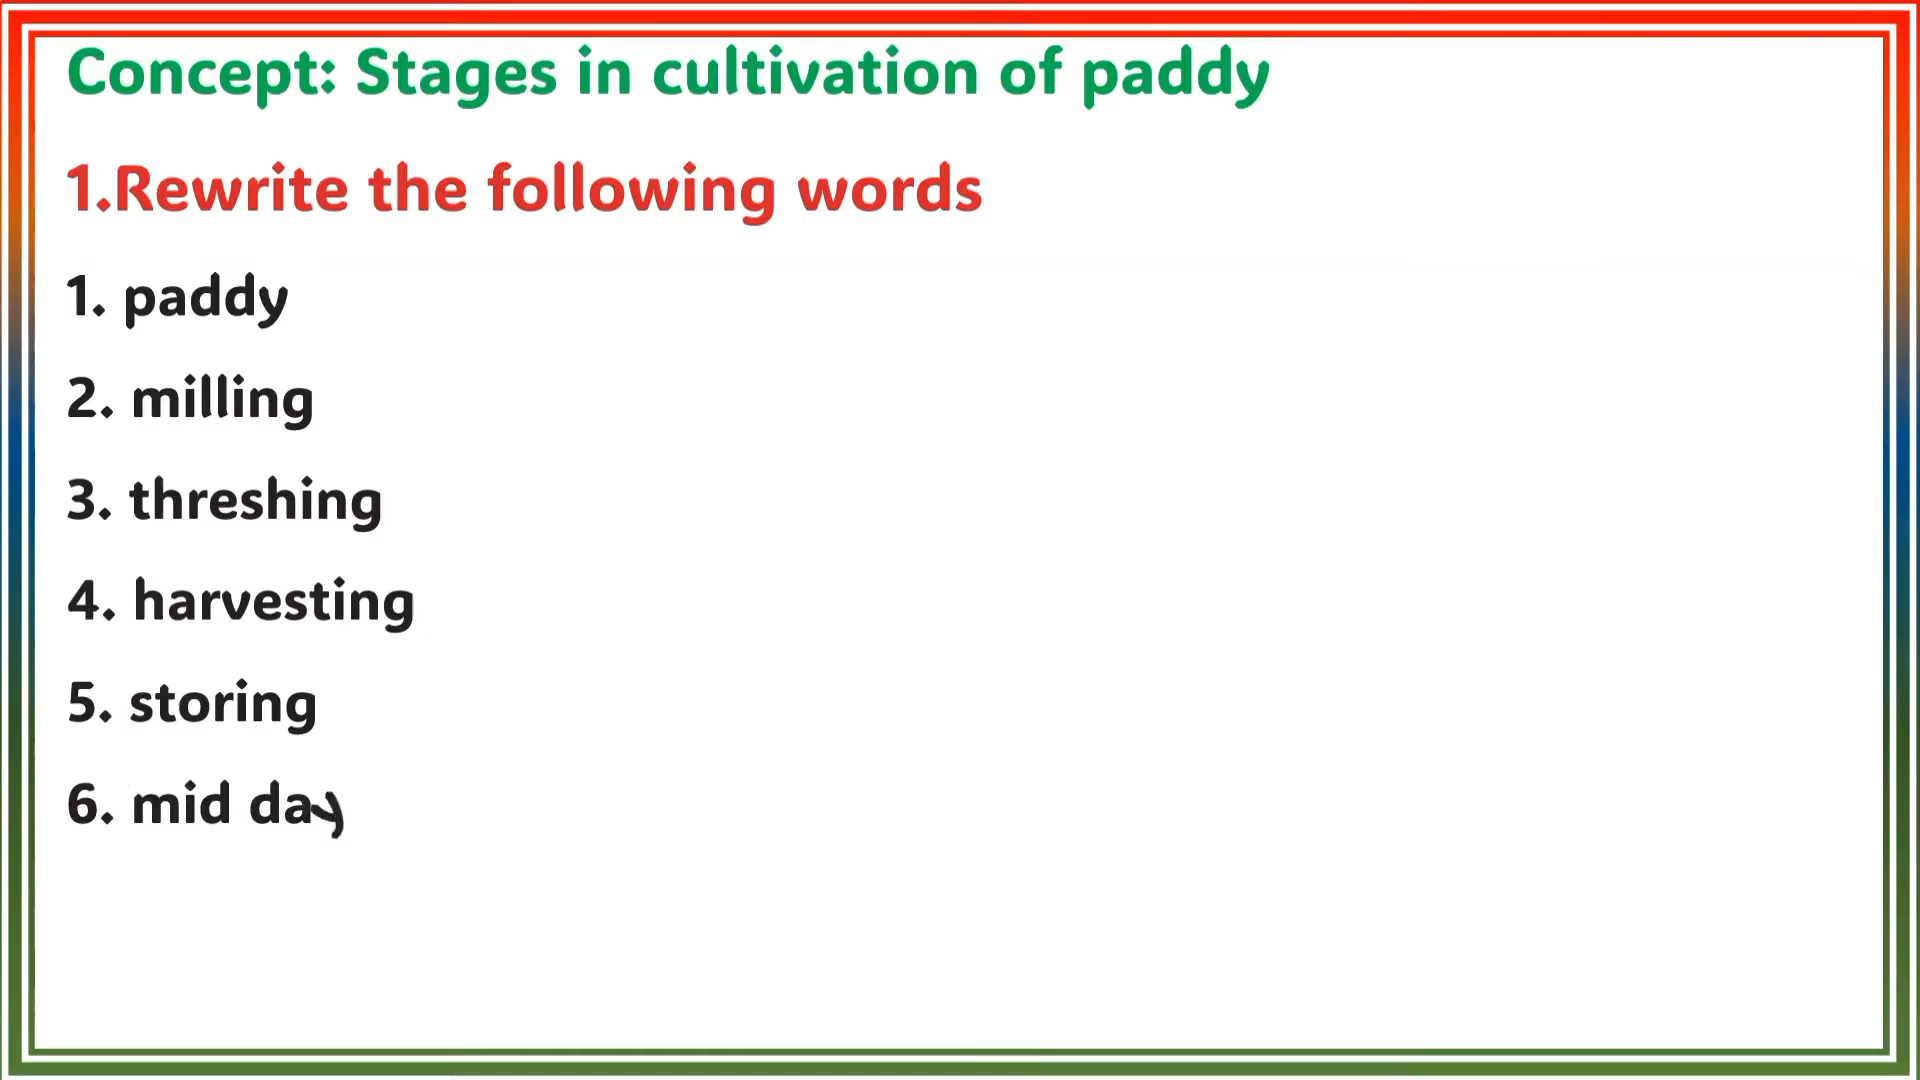 Concept: Stages in cultivation of paddy
1.Rewrite the following words
1. paddy
2. milling
3. threshing
4. harvesting
5. storing
6. mid day